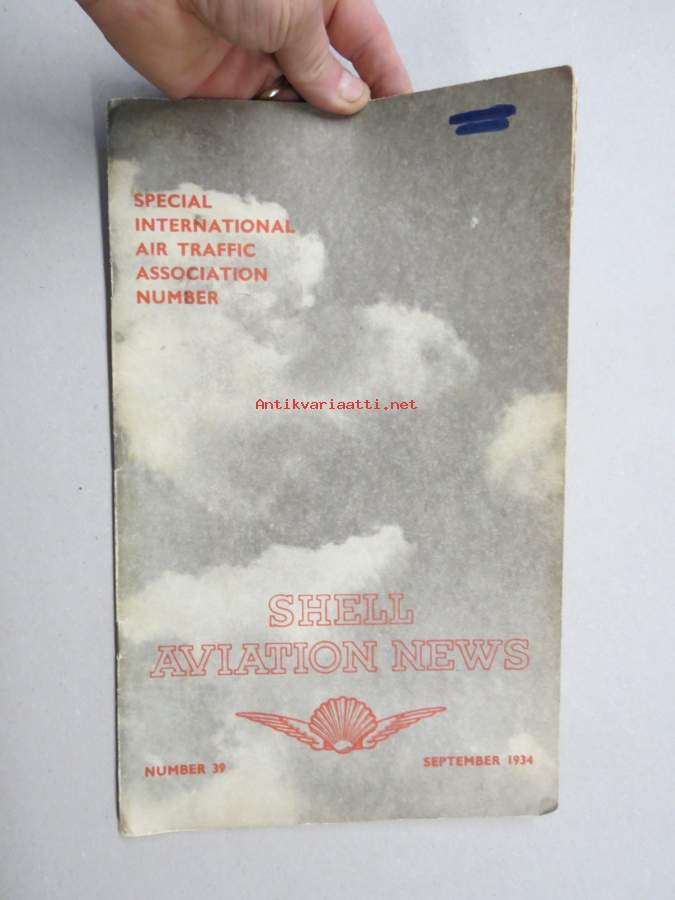 SPECIAL
INTERNATIONAL
AIR TRAFFIC
ASSOCIATION
NUMBER
Antikvariaatti.net
SHELL
AVIATION NEWS
NUMBER 39
SEPTEMBER 1934